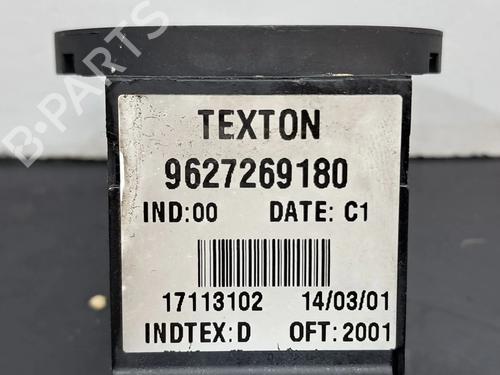 B-PARTS
TEXTON
9627269180
IND:00 DATE: C1
17113102 14/03/01
INDTEX:D OFT:2001